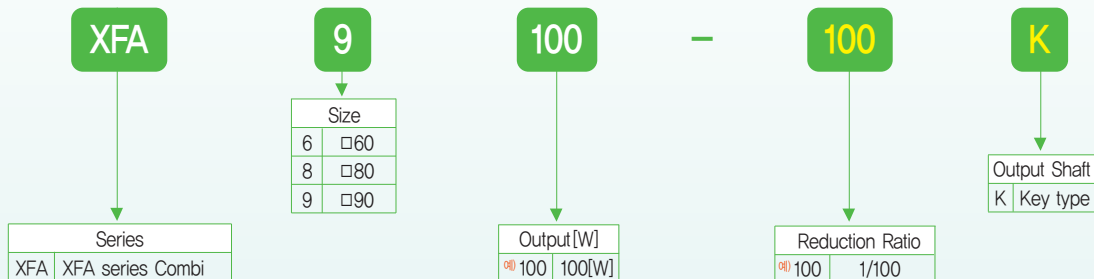 XFA 9 100 - 100 K
Size
6 □60
8 □80
9 □90
Output Shaft
K Key type
Series
XFA XFA series Combi
Output[W]
예) 100 100[W]
Reduction Ratio
예) 100 1/100